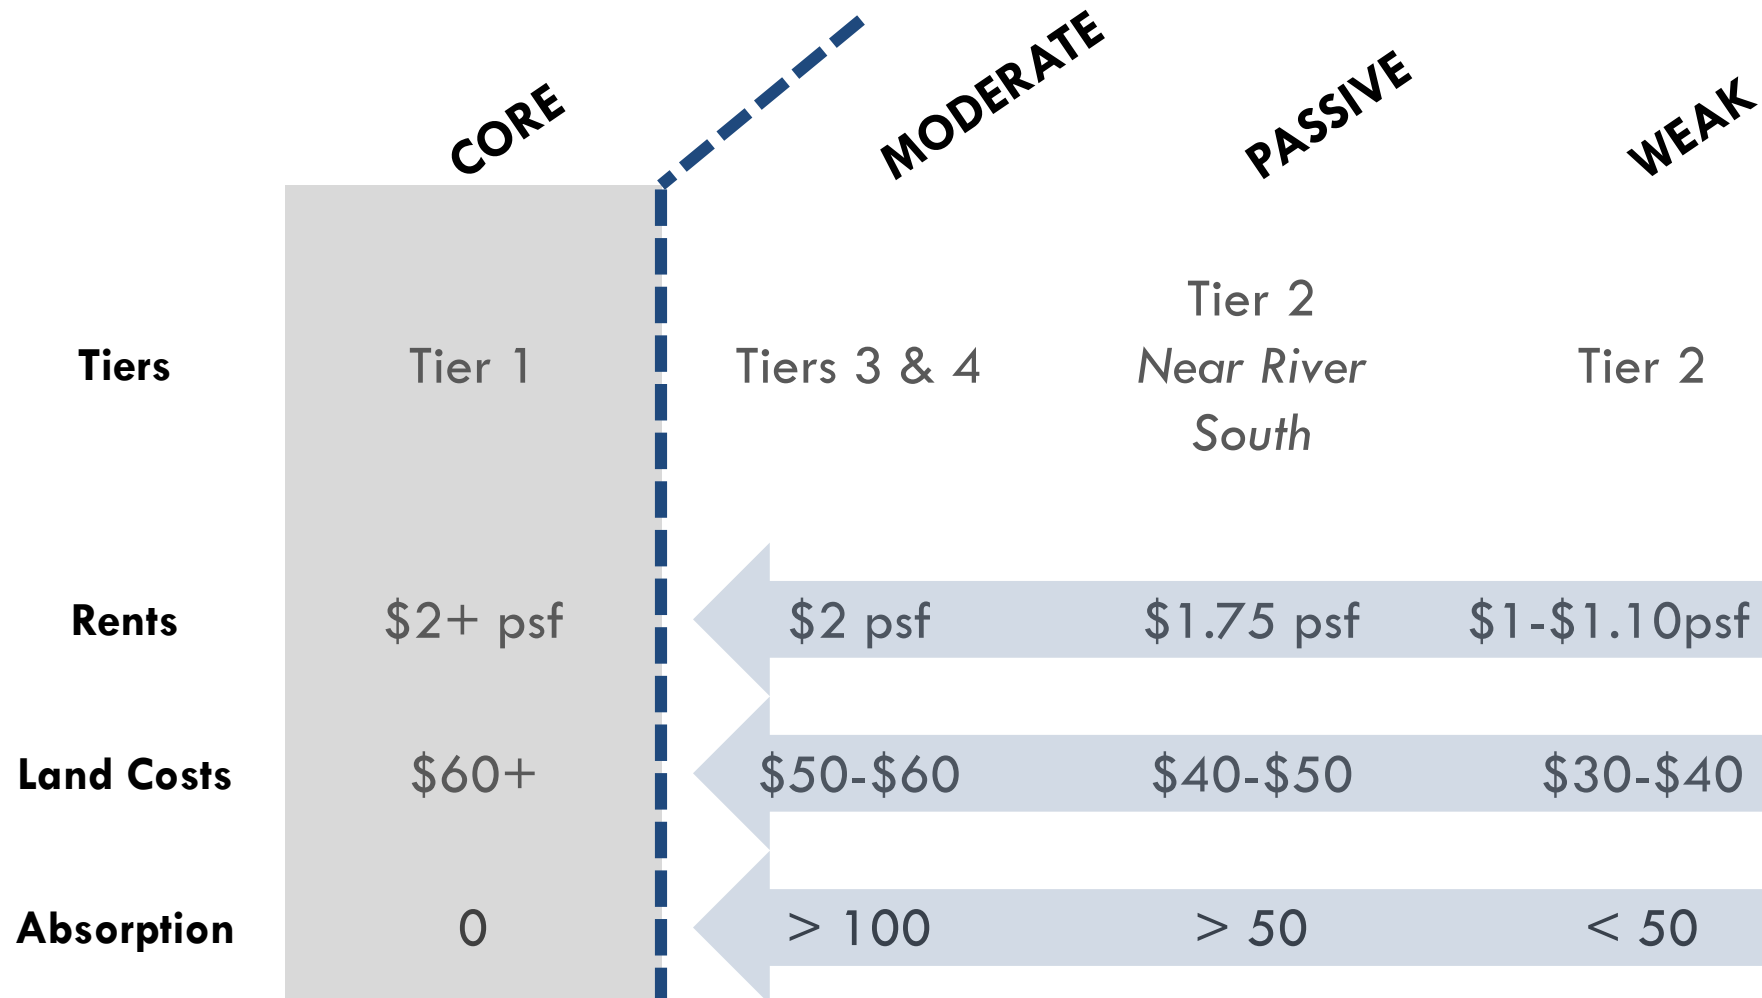 CORE
MODERATE
PASSIVE
WEAK
Tiers
Tier 1
Tiers 3 & 4
Tier 2
Near River
South
Tier 2
Rents
$2+ psf
$2 psf
$1.75 psf
$1-$1.10psf
Land Costs
$60+
$50-$60
$40-$50
$30-$40
Absorption
0
> 100
> 50
< 50